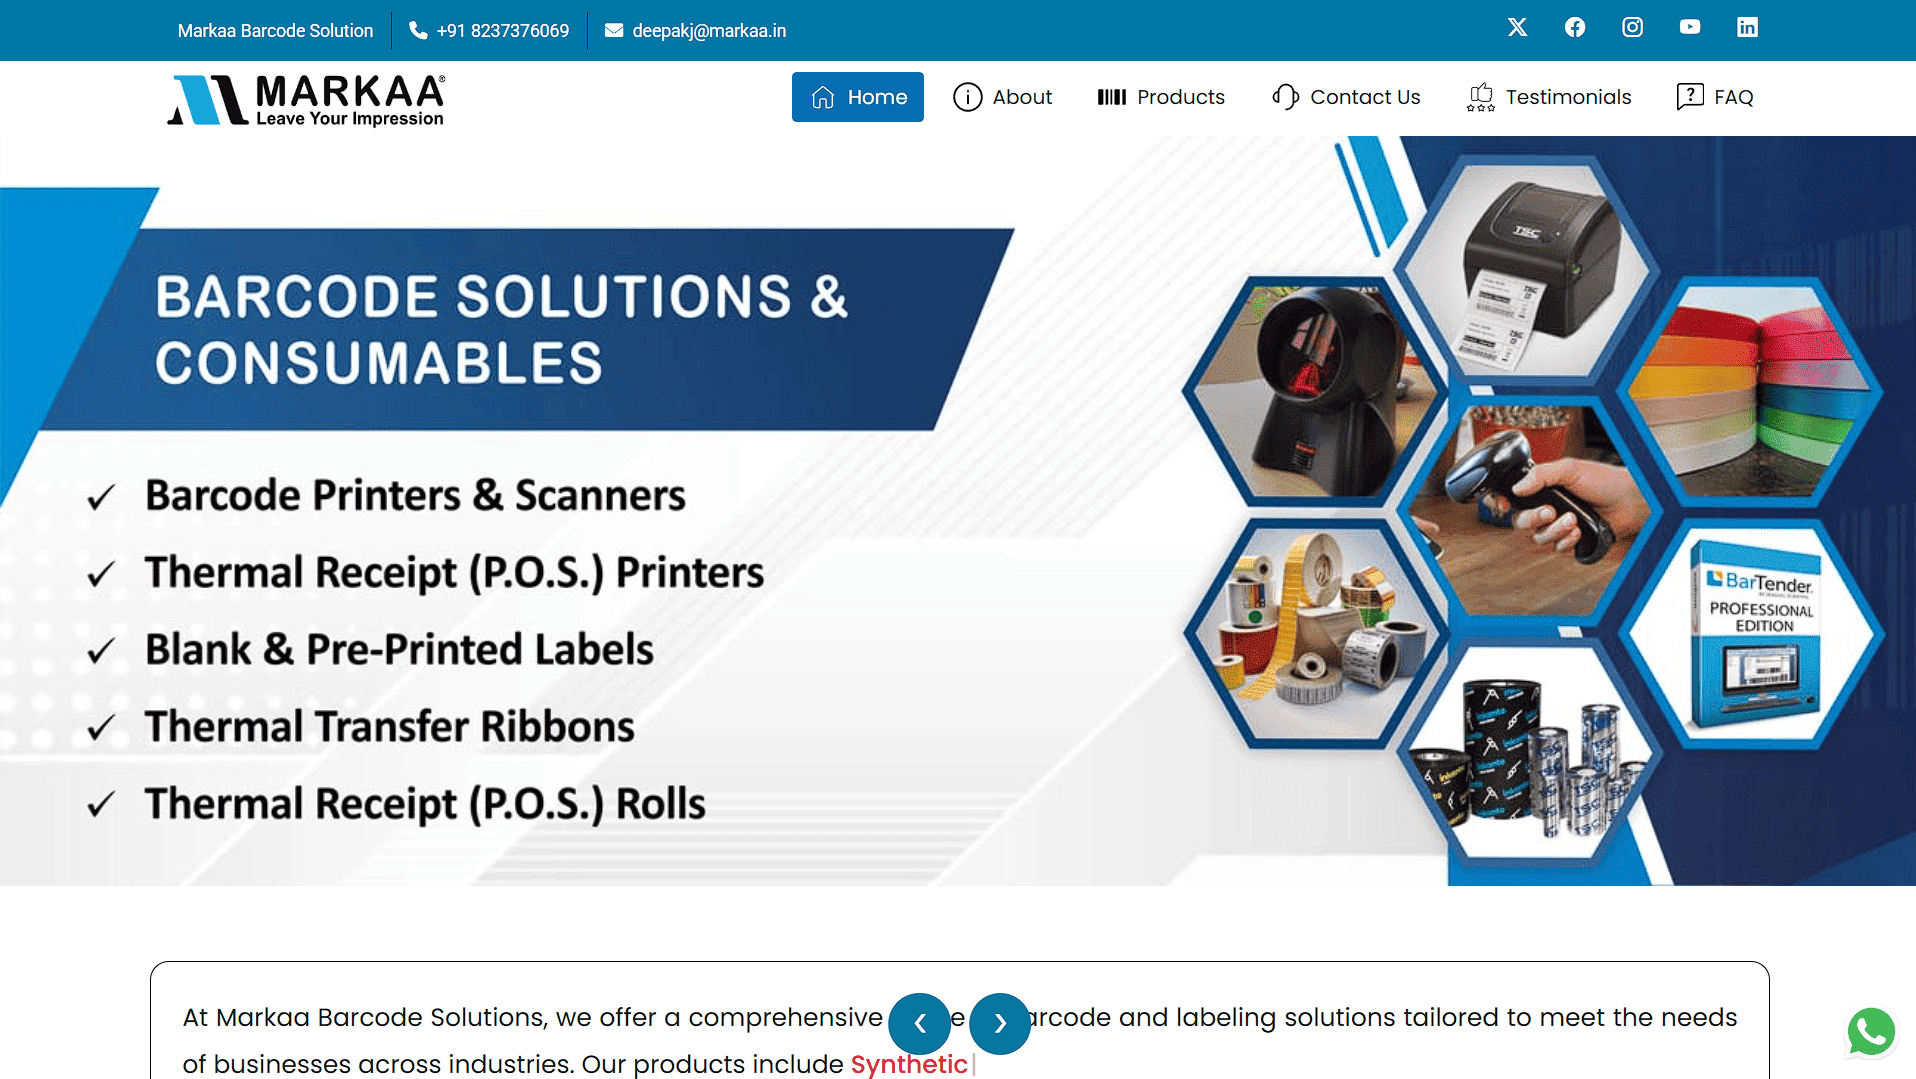 Markaa Barcode Solution
+91 8237376069
deepakj@markaa.in
MARKAA®
Leave Your Impression
Home
About
Products
Contact Us
Testimonials
FAQ
BARCODE SOLUTIONS &
CONSUMABLES
✓ Barcode Printers & Scanners
✓ Thermal Receipt (P.O.S.) Printers
✓ Blank & Pre-Printed Labels
✓ Thermal Transfer Ribbons
✓ Thermal Receipt (P.O.S.) Rolls
TSC
BarTender
PROFESSIONAL
EDITION
inkanto
TSC
At Markaa Barcode Solutions, we offer a comprehensive and labeling solutions tailored to meet the needs
of businesses across industries. Our products include Synthetic